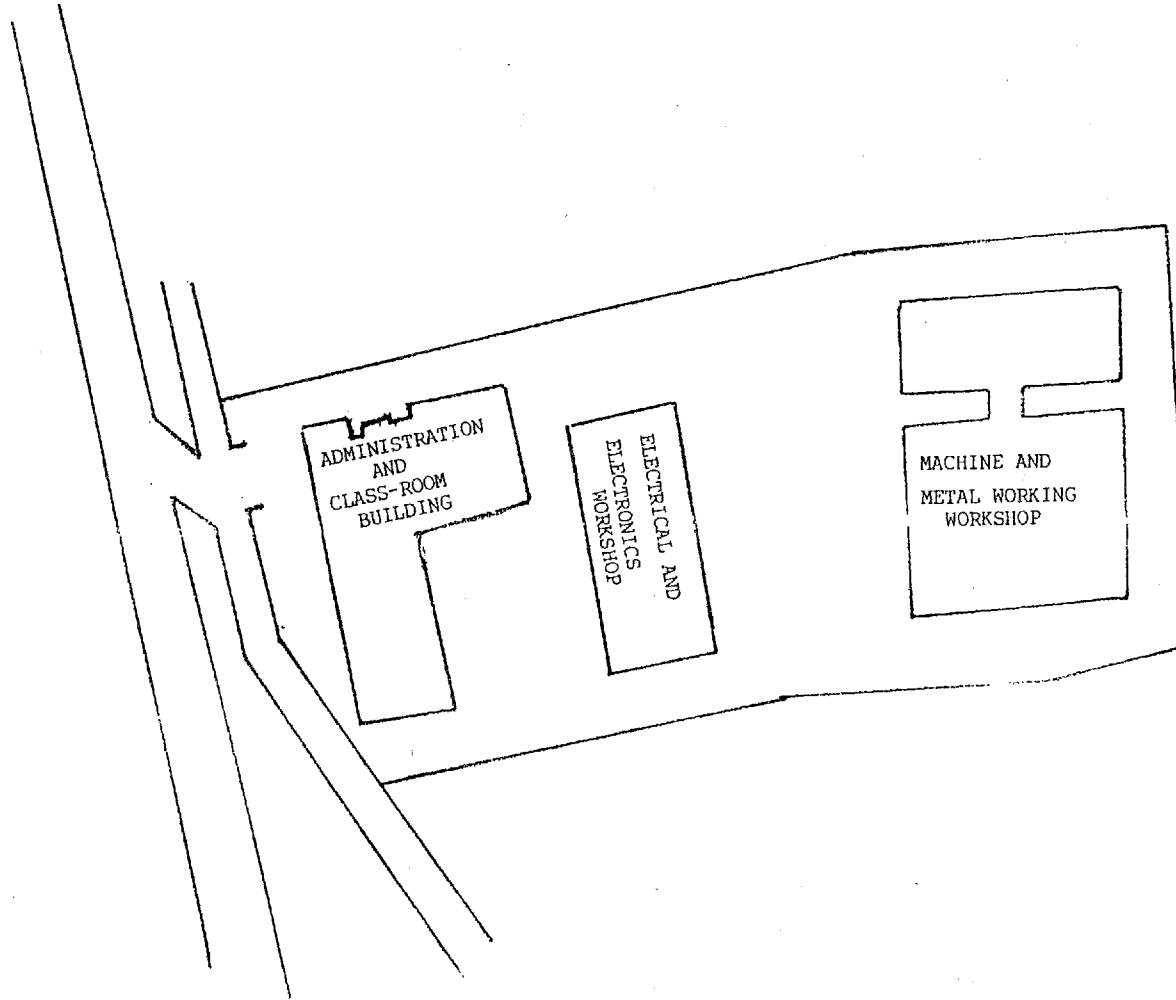 ADMINISTRATION
AND
CLASS-ROOM
BUILDING
ELECTRICAL AND
ELECTRONICS
WORKSHOP
MACHINE AND
METAL WORKING
WORKSHOP